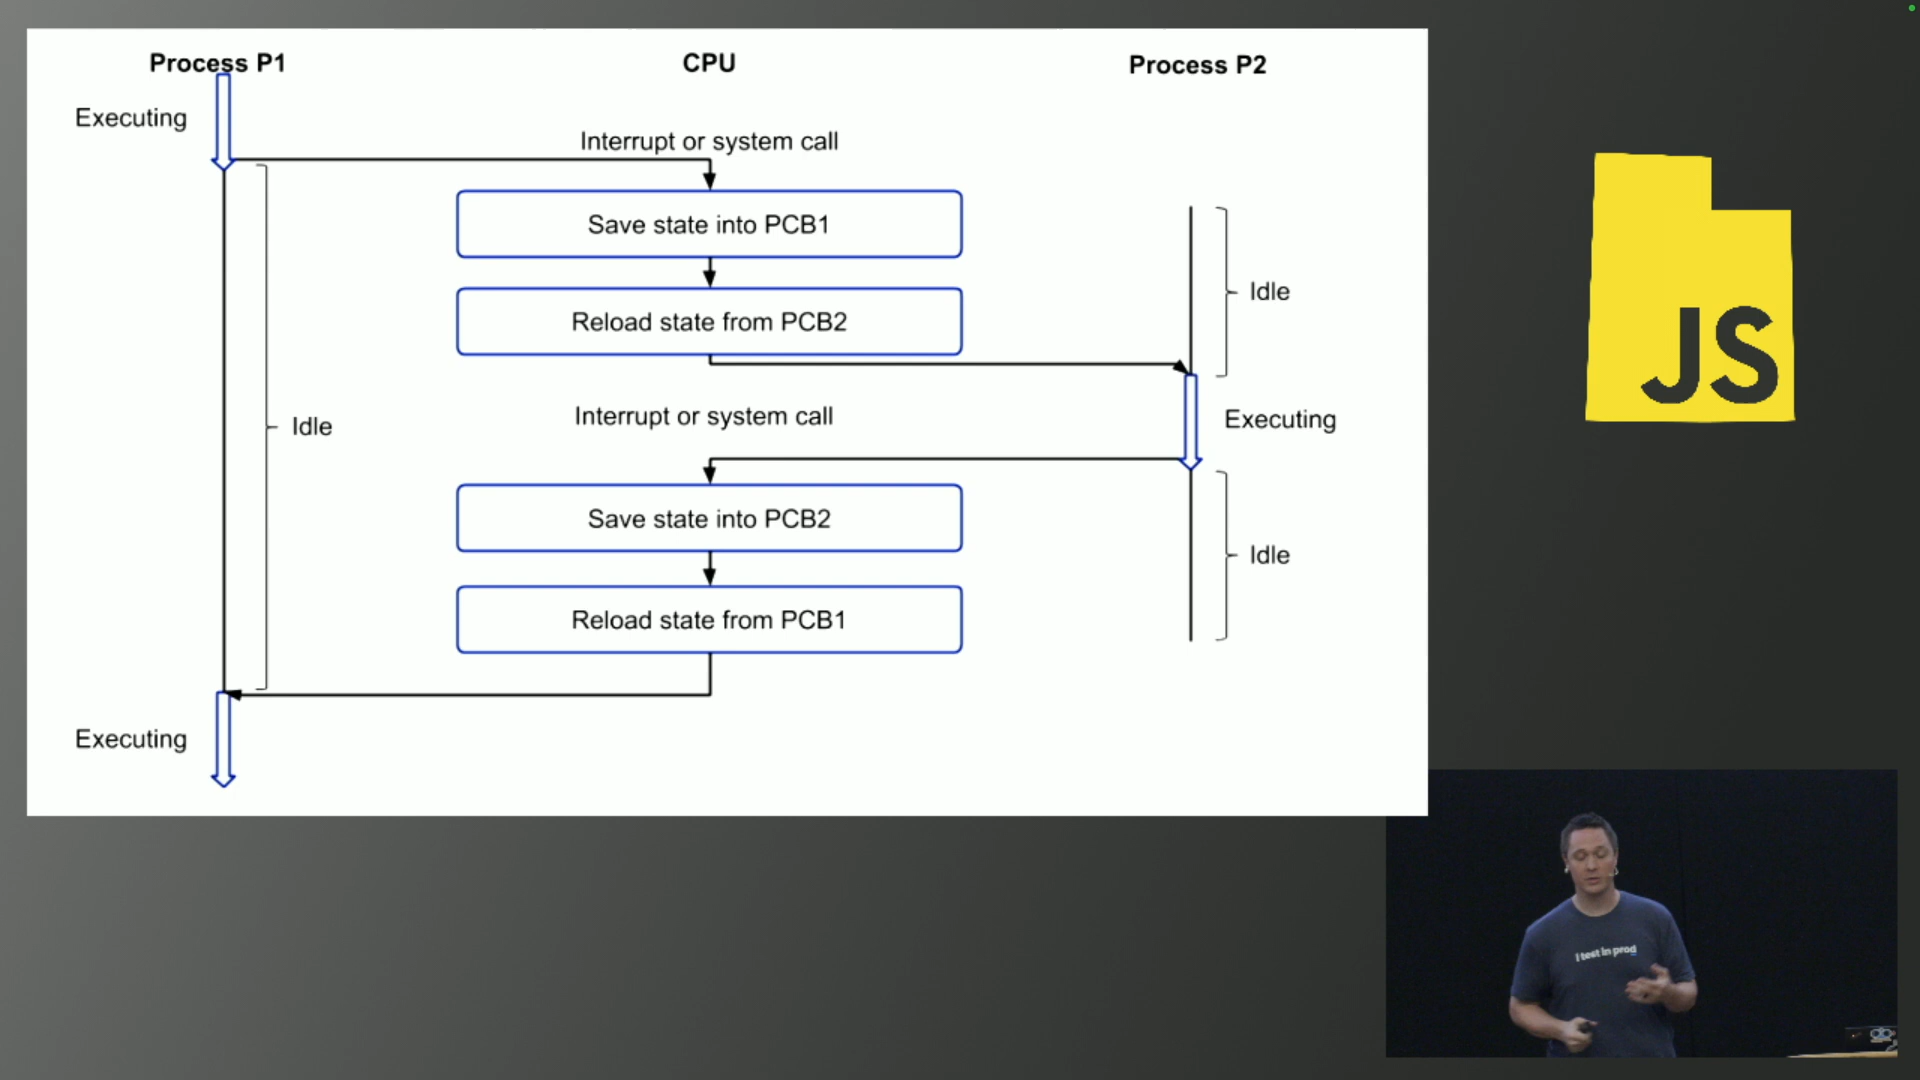 Process P1
CPU
Process P2
Executing
Interrupt or system call
Save state into PCB1
Idle
Reload state from PCB2
Interrupt or system call
Executing
Idle
Save state into PCB2
Idle
Reload state from PCB1
Executing
JS
I test in prod